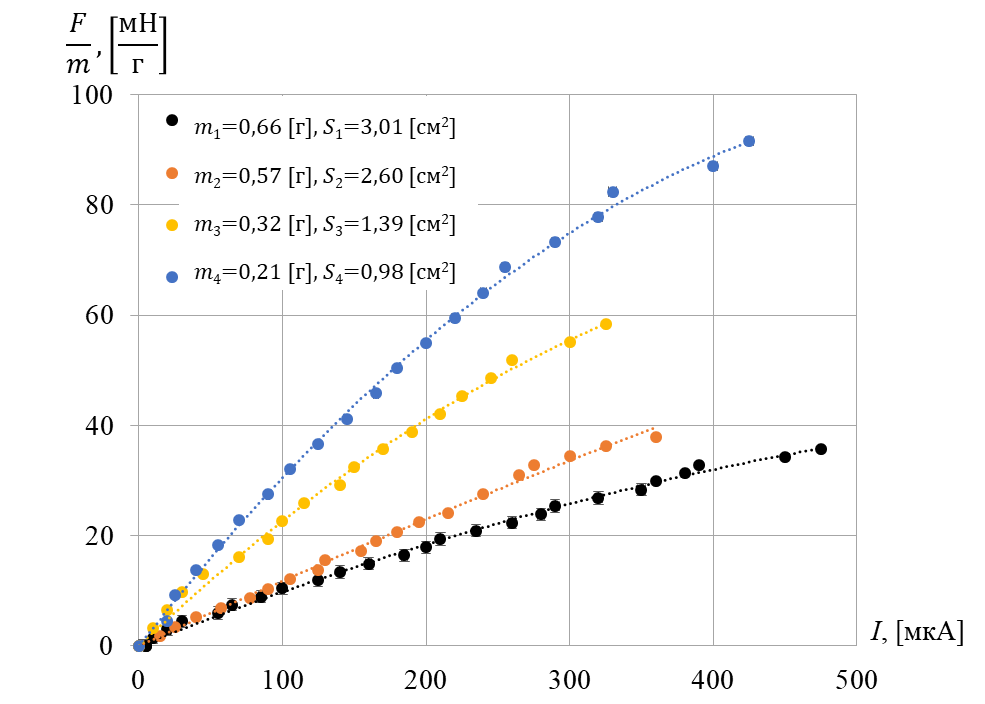 F/m, [мН/г]
100
80
60
40
20
0
m₁=0,66 [г], S₁=3,01 [см²]
m₂=0,57 [г], S₂=2,60 [см²]
m₃=0,32 [г], S₃=1,39 [см²]
m₄=0,21 [г], S₄=0,98 [см²]
0 100 200 300 400 500
I, [мкА]